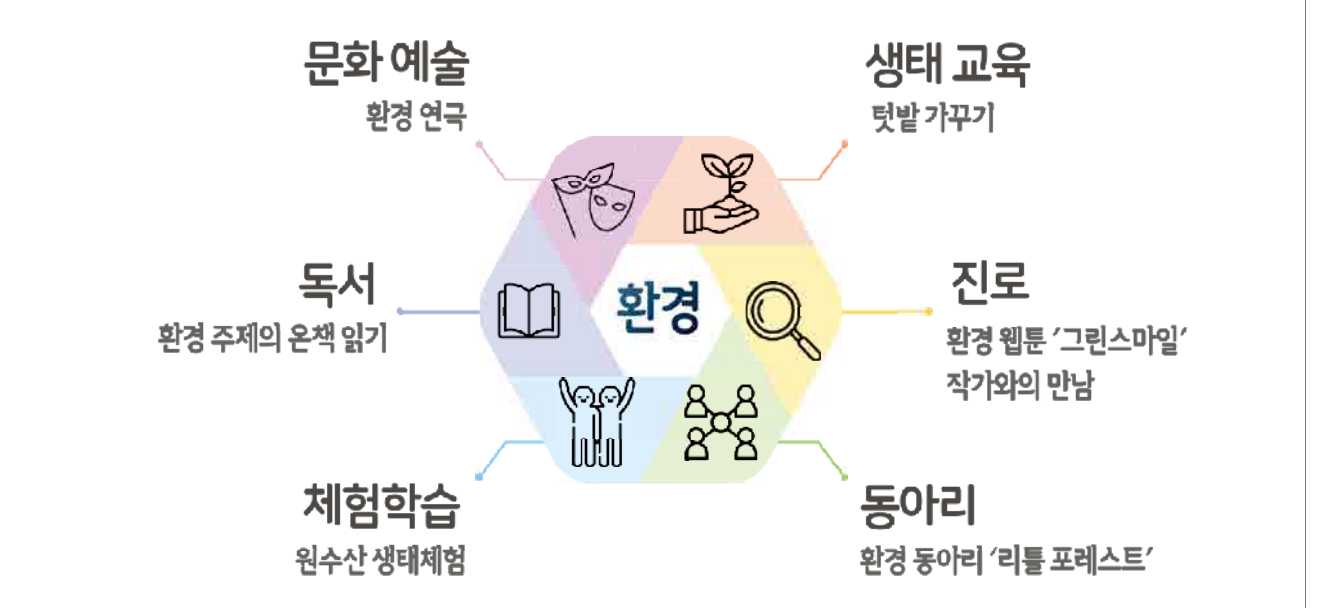 문화 예술
환경 연극
생태 교육
텃밭 가꾸기
독서
환경 주제의 온책 읽기
환경
진로
환경 웹툰 '그린스마일'
작가와의 만남
체험학습
원수산 생태체험
동아리
환경 동아리 '리틀 포레스트'